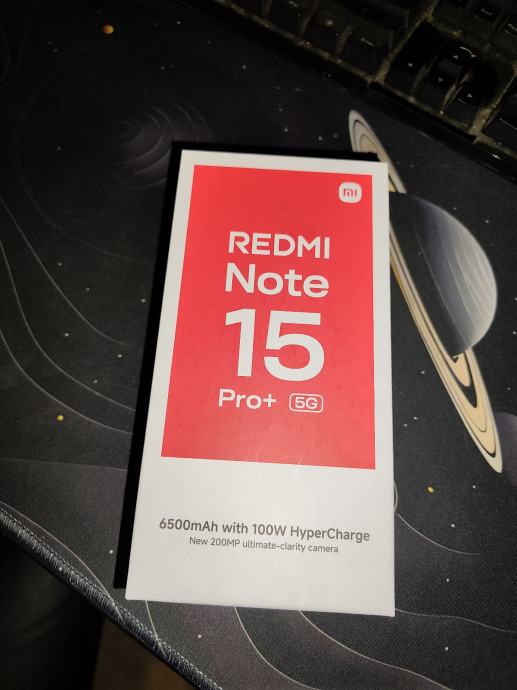 mi
REDMI
Note
15
Pro+ 5G
6500mAh with 100W HyperCharge
New 200MP ultimate-clarity camera